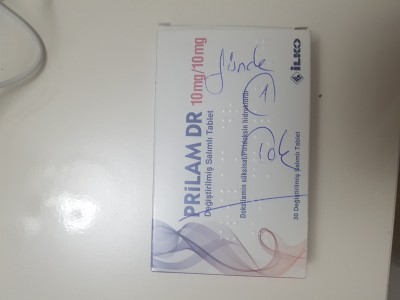 PRİLAM DR 10mg/10mg
Değiştirilmiş Salımlı Tablet
Doksilamin süksinat/Piridoksin hidroklorür
30 Değiştirilmiş Salımlı Tablet
İLKO
Günde
1